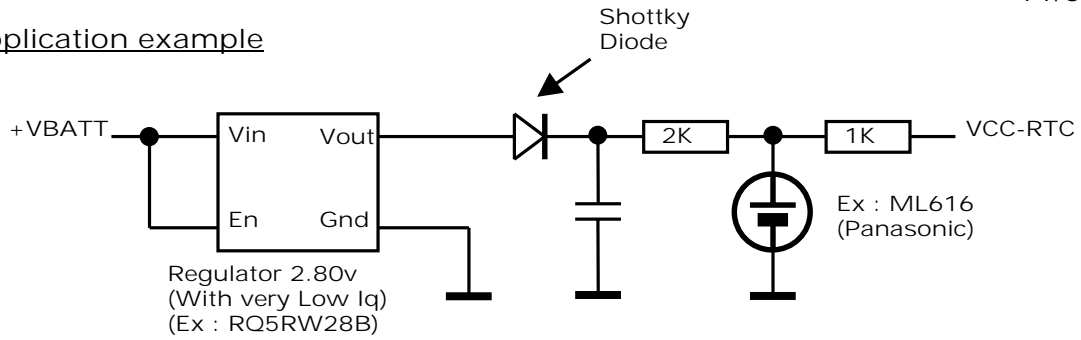 Shottky
Diode
plication example
+VBATT
Vin
Vout
2K
1K
VCC-RTC
En
Gnd
Ex : ML616
(Panasonic)
Regulator 2.80v
(With very Low Iq)
(Ex : RQ5RW28B)